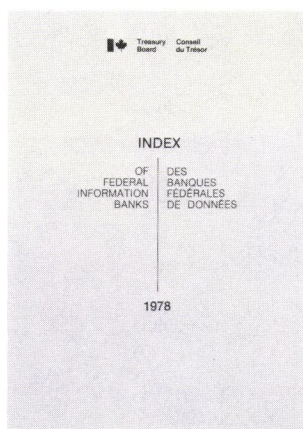 Treasury Board
Conseil du Trésor
INDEX
OF
FEDERAL
INFORMATION
BANKS
DES
BANQUES
FÉDÉRALES
DE DONNÉES
1978